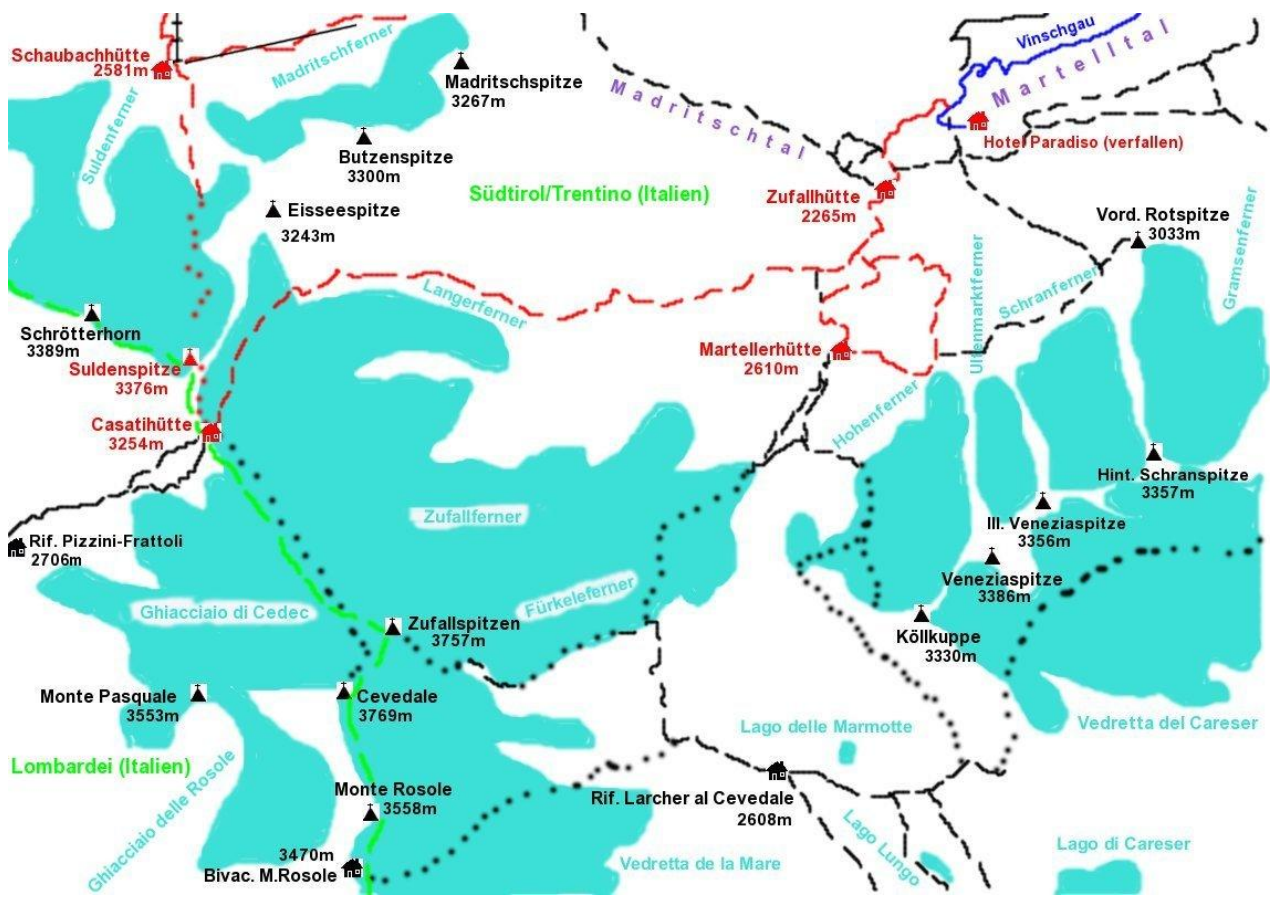 Vinschgau
Schaubachhütte
2581m
Madritschferner
Madritschspitze
3267m
Martelltal
Madritschtal
Hotel Paradiso (verfallen)
Suldenferner
Butzenspitze
3300m
Südtirol/Trentino (Italien)
Zufallhütte
2265m
Eisseespitze
3243m
Vord. Rotspitze
3033m
Gramsenferner
Ultenmarktferner
Schranferner
Langerferner
Schrötterhorn
3389m
Suldenspitze
3376m
Martellerhütte
2610m
Casatihütte
3254m
Hohenferner
Hint. Schranspitze
3357m
Zufallferner
III. Veneziaspitze
3356m
Rif. Pizzini-Frattoli
2706m
Veneziaspitze
3386m
Ghiacciaio di Cedec
Fürkeleferner
Zufallspitzen
3757m
Köllkuppe
3330m
Monte Pasquale
3553m
Cevedale
3769m
Lago delle Marmotte
Vedretta del Careser
Lombardei (Italien)
Ghiacciaio delle Rosole
Monte Rosole
3558m
Rif. Larcher al Cevedale
2608m
3470m
Bivac. M.Rosole
Vedretta de la Mare
Lago Lungo
Lago di Careser